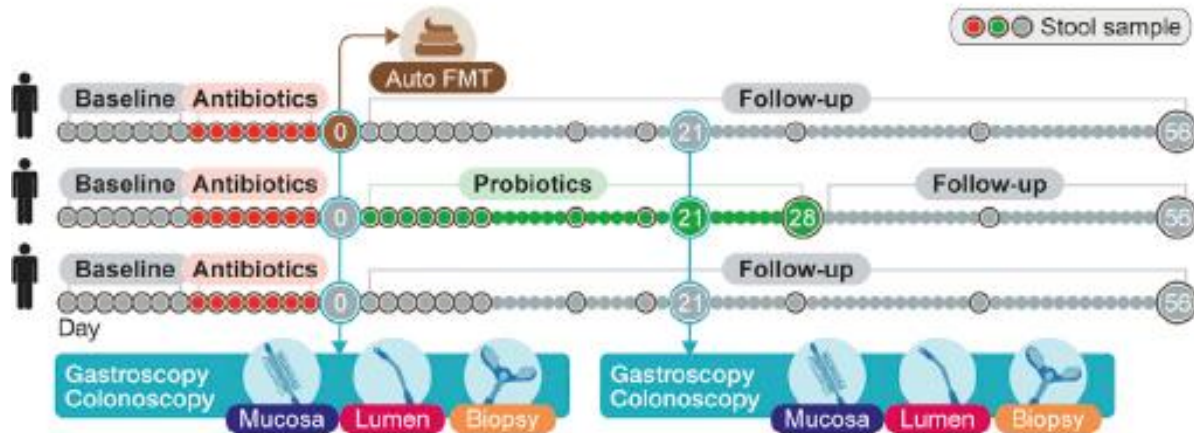 Stool sample
Auto FMT
Baseline Antibiotics Follow-up
0 21 56
Baseline Antibiotics Probiotics Follow-up
0 21 28 56
Baseline Antibiotics Follow-up
0 21 56
Day
Gastroscopy
Colonoscopy
Mucosa Lumen Biopsy
Gastroscopy
Colonoscopy
Mucosa Lumen Biopsy